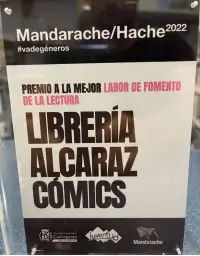 Mandarache/Hache2022
#vadegéneros
PREMIO A LA MEJOR LABOR DE FOMENTO
DE LA LECTURA
LIBRERÍA
ALCARAZ
CÓMICS
Mandarache